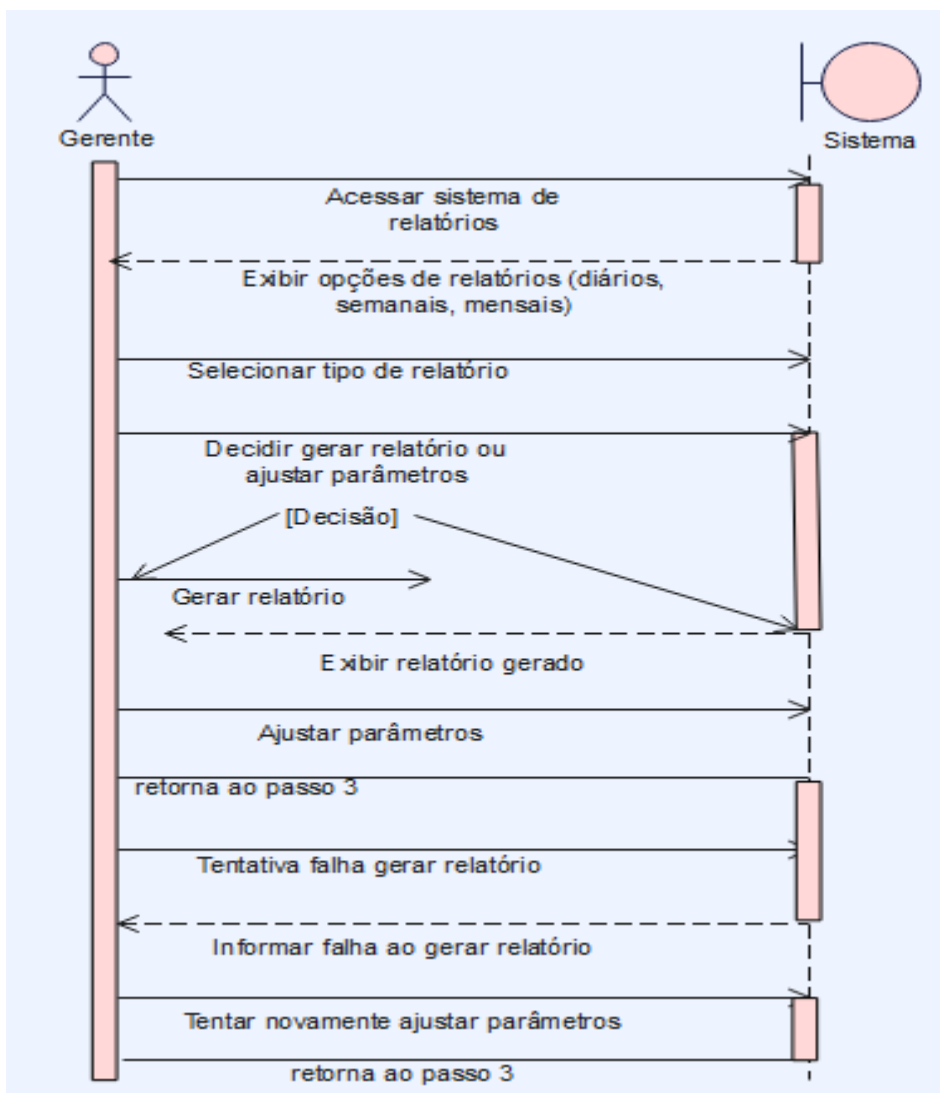 Gerente
Sistema
Acessar sistema de
relatórios
Exibir opções de relatórios (diários,
semanais, mensais)
Selecionar tipo de relatório
Decidir gerar relatório ou
ajustar parâmetros
[Decisão]
Gerar relatório
Exibir relatório gerado
Ajustar parâmetros
retorna ao passo 3
Tentativa falha gerar relatório
Informar falha ao gerar relatório
Tentar novamente ajustar parâmetros
retorna ao passo 3